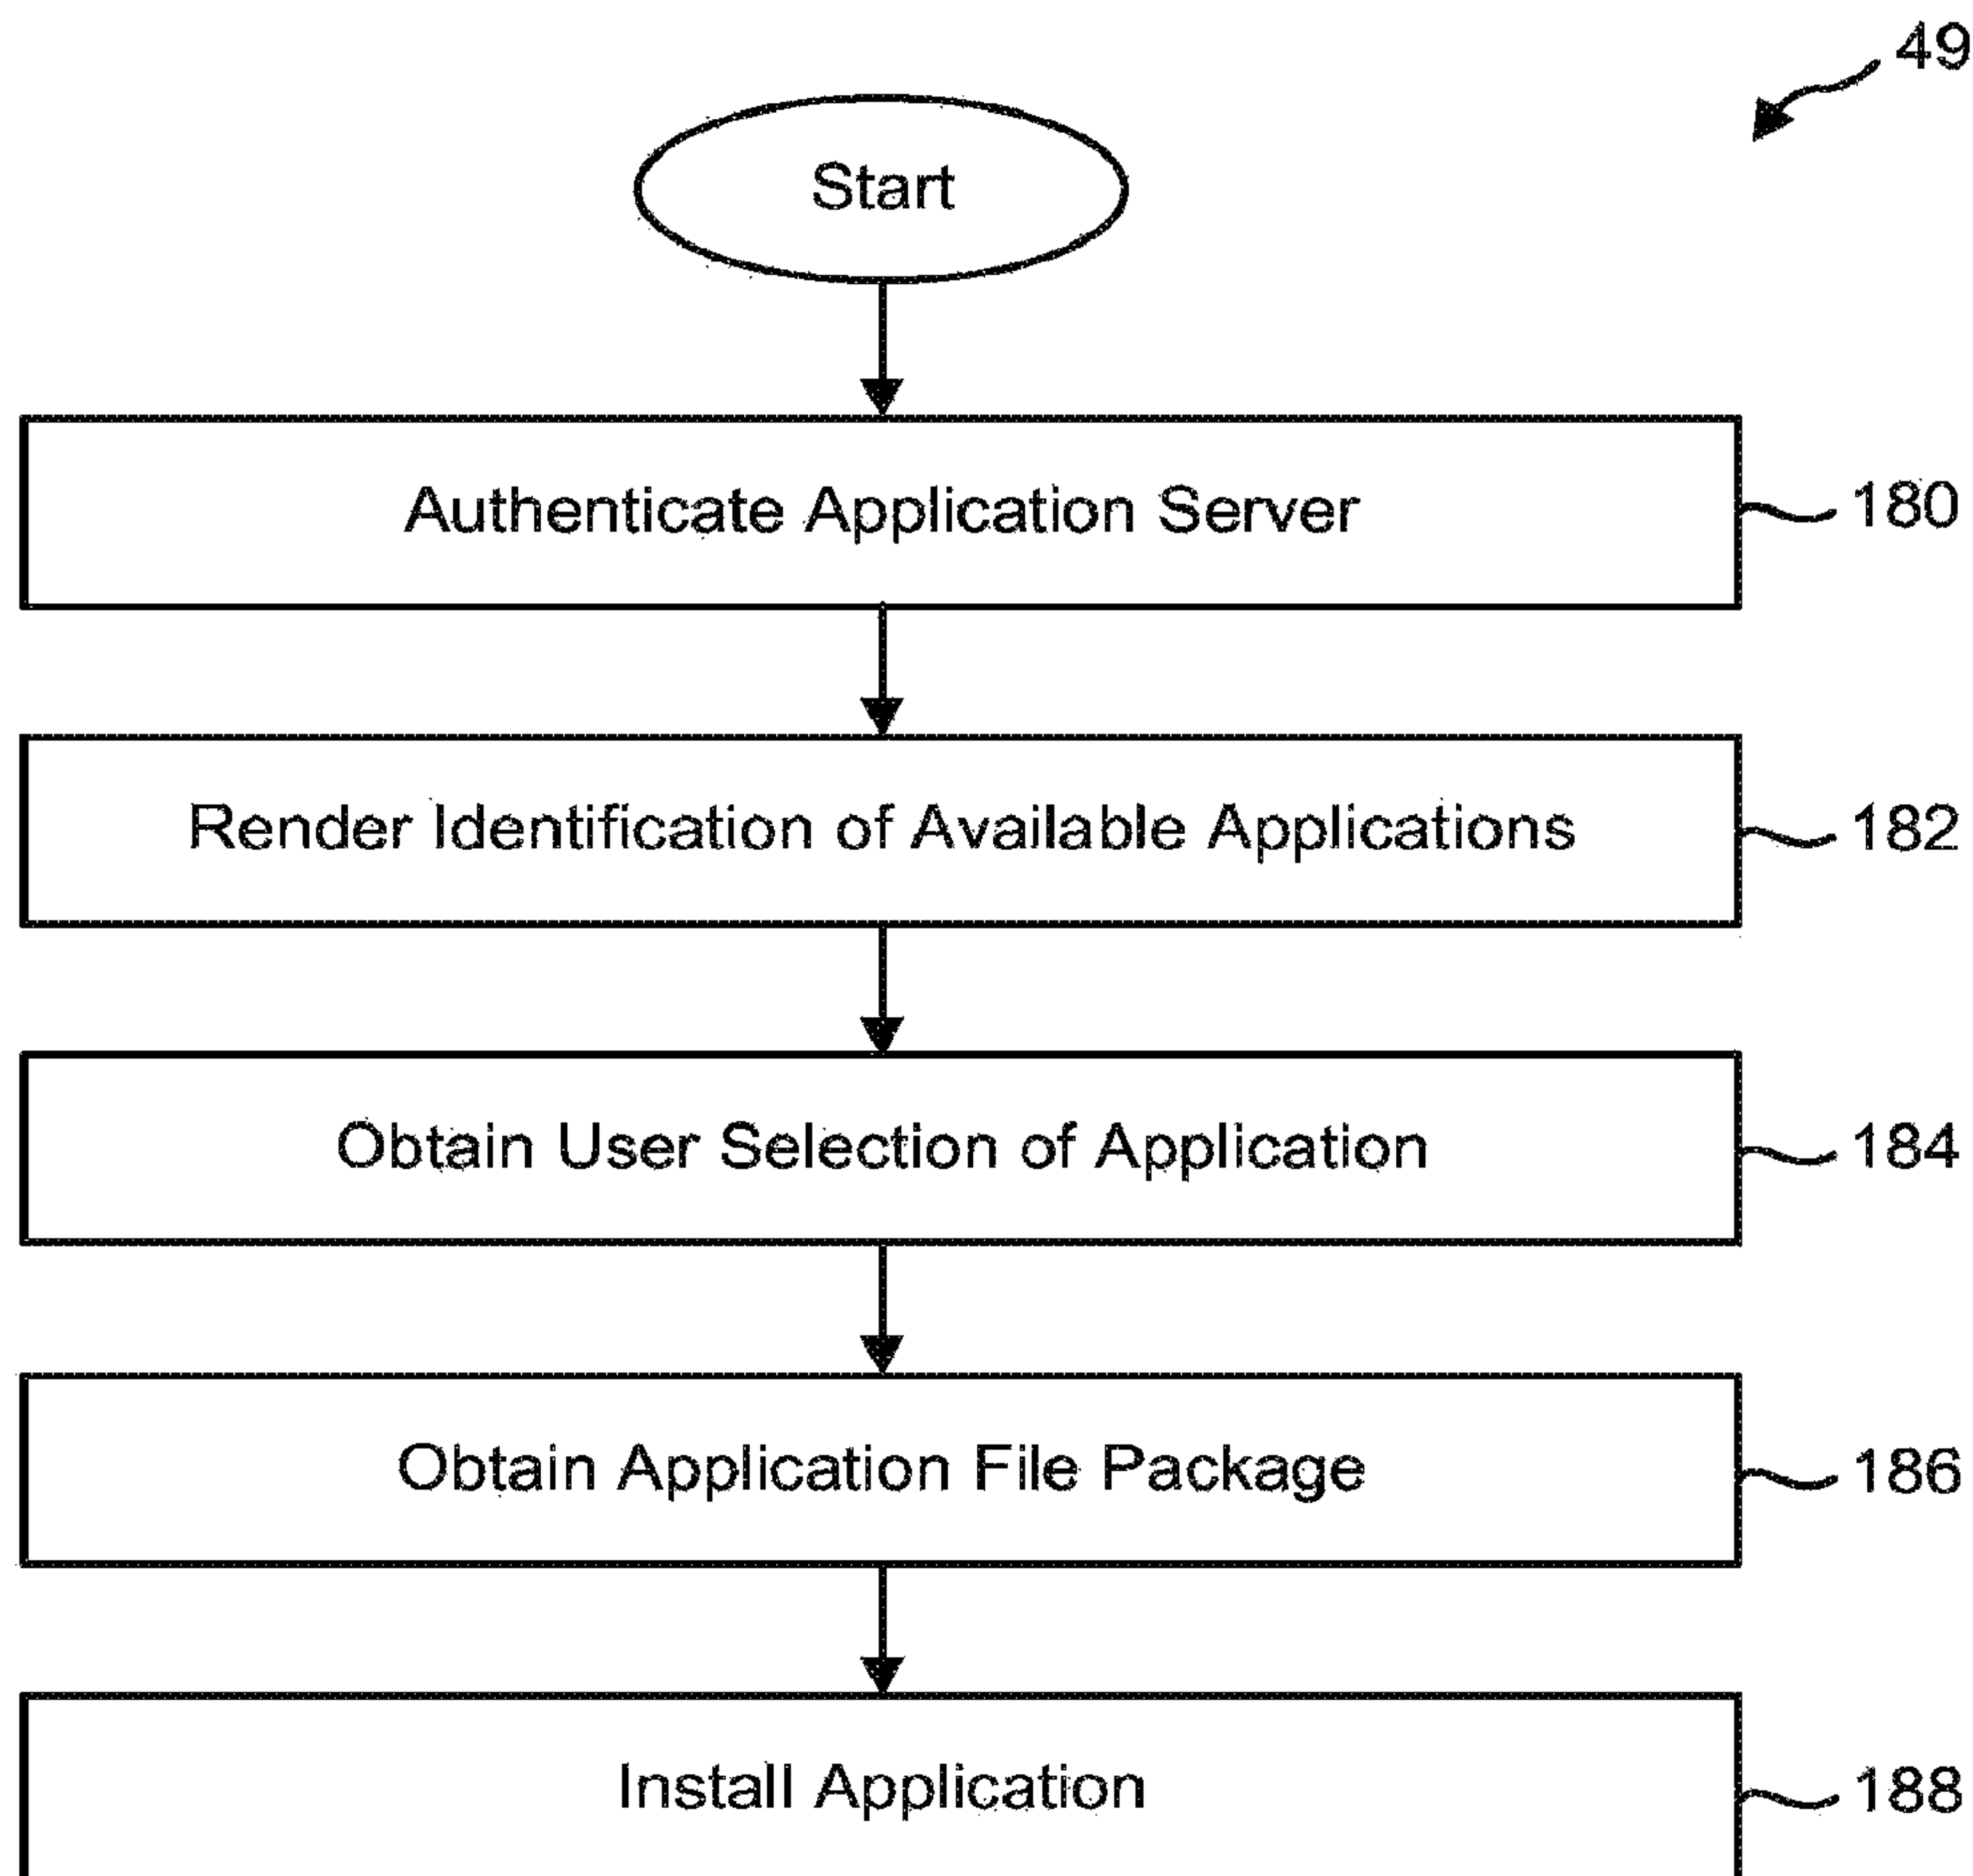 49
Start
Authenticate Application Server
180
Render Identification of Available Applications
182
Obtain User Selection of Application
184
Obtain Application File Package
186
Install Application
188